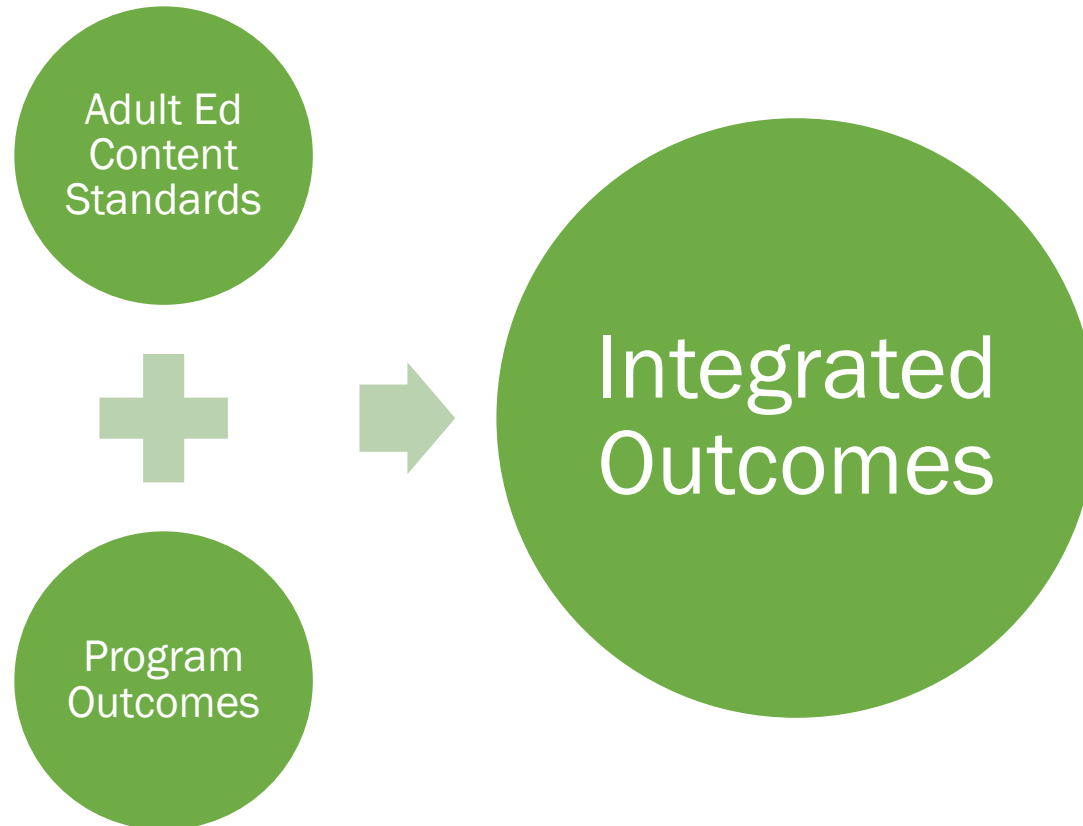 Adult Ed
Content
Standards
Program
Outcomes
Integrated
Outcomes